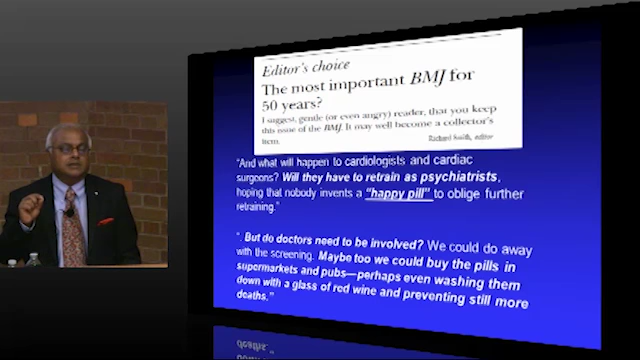 Editor's choice
The most important BMJ for
50 years?
I suggest, gentle (or even angry) reader, that you keep
this issue of the BMJ. It may well become a collector's
item.
Richard Smith, editor
"And what will happen to cardiologists and cardiac
surgeons? Will they have to retrain as psychiatrists,
hoping that nobody invents a "happy pill" to oblige further
retraining."
". But do doctors need to be involved? We could do away
with the screening. Maybe too we could buy the pills in
supermarkets and pubs—perhaps even washing them
down with a glass of red wine and preventing still more
deaths."